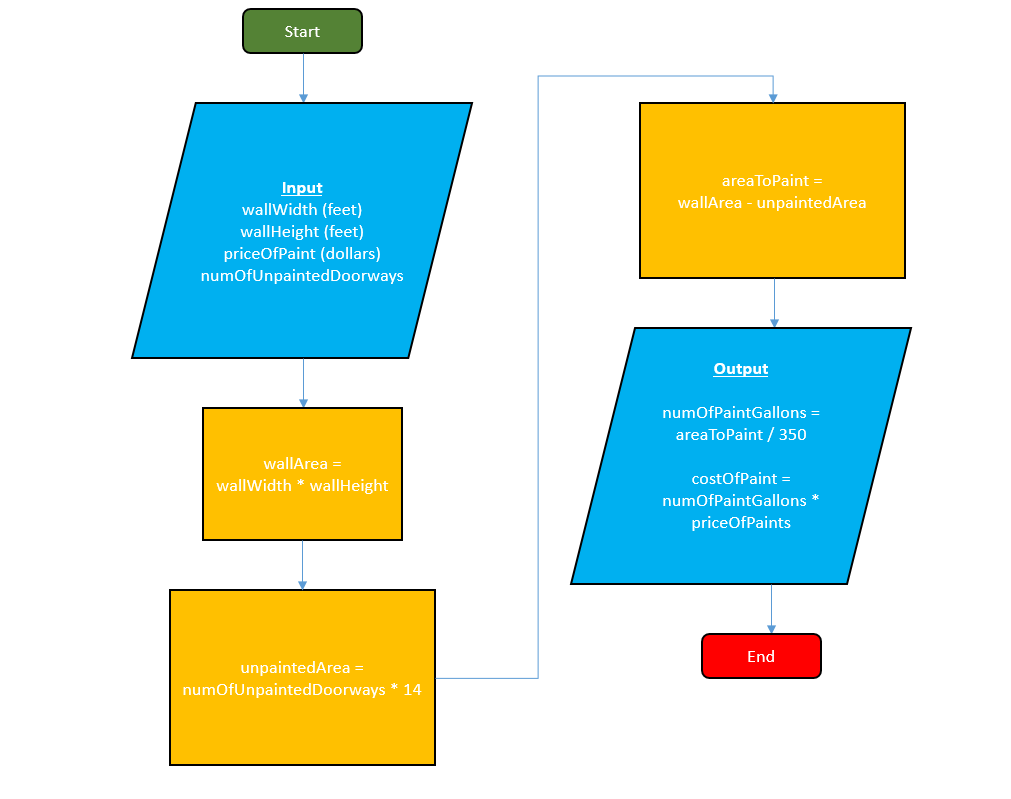 Start
Input
wallWidth (feet)
wallHeight (feet)
priceOfPaint (dollars)
numOfUnpaintedDoorways
wallArea =
wallWidth * wallHeight
unpaintedArea =
numOfUnpaintedDoorways * 14
areaToPaint =
wallArea - unpaintedArea
Output
numOfPaintGallons =
areaToPaint / 350
costOfPaint =
numOfPaintGallons *
priceOfPaints
End